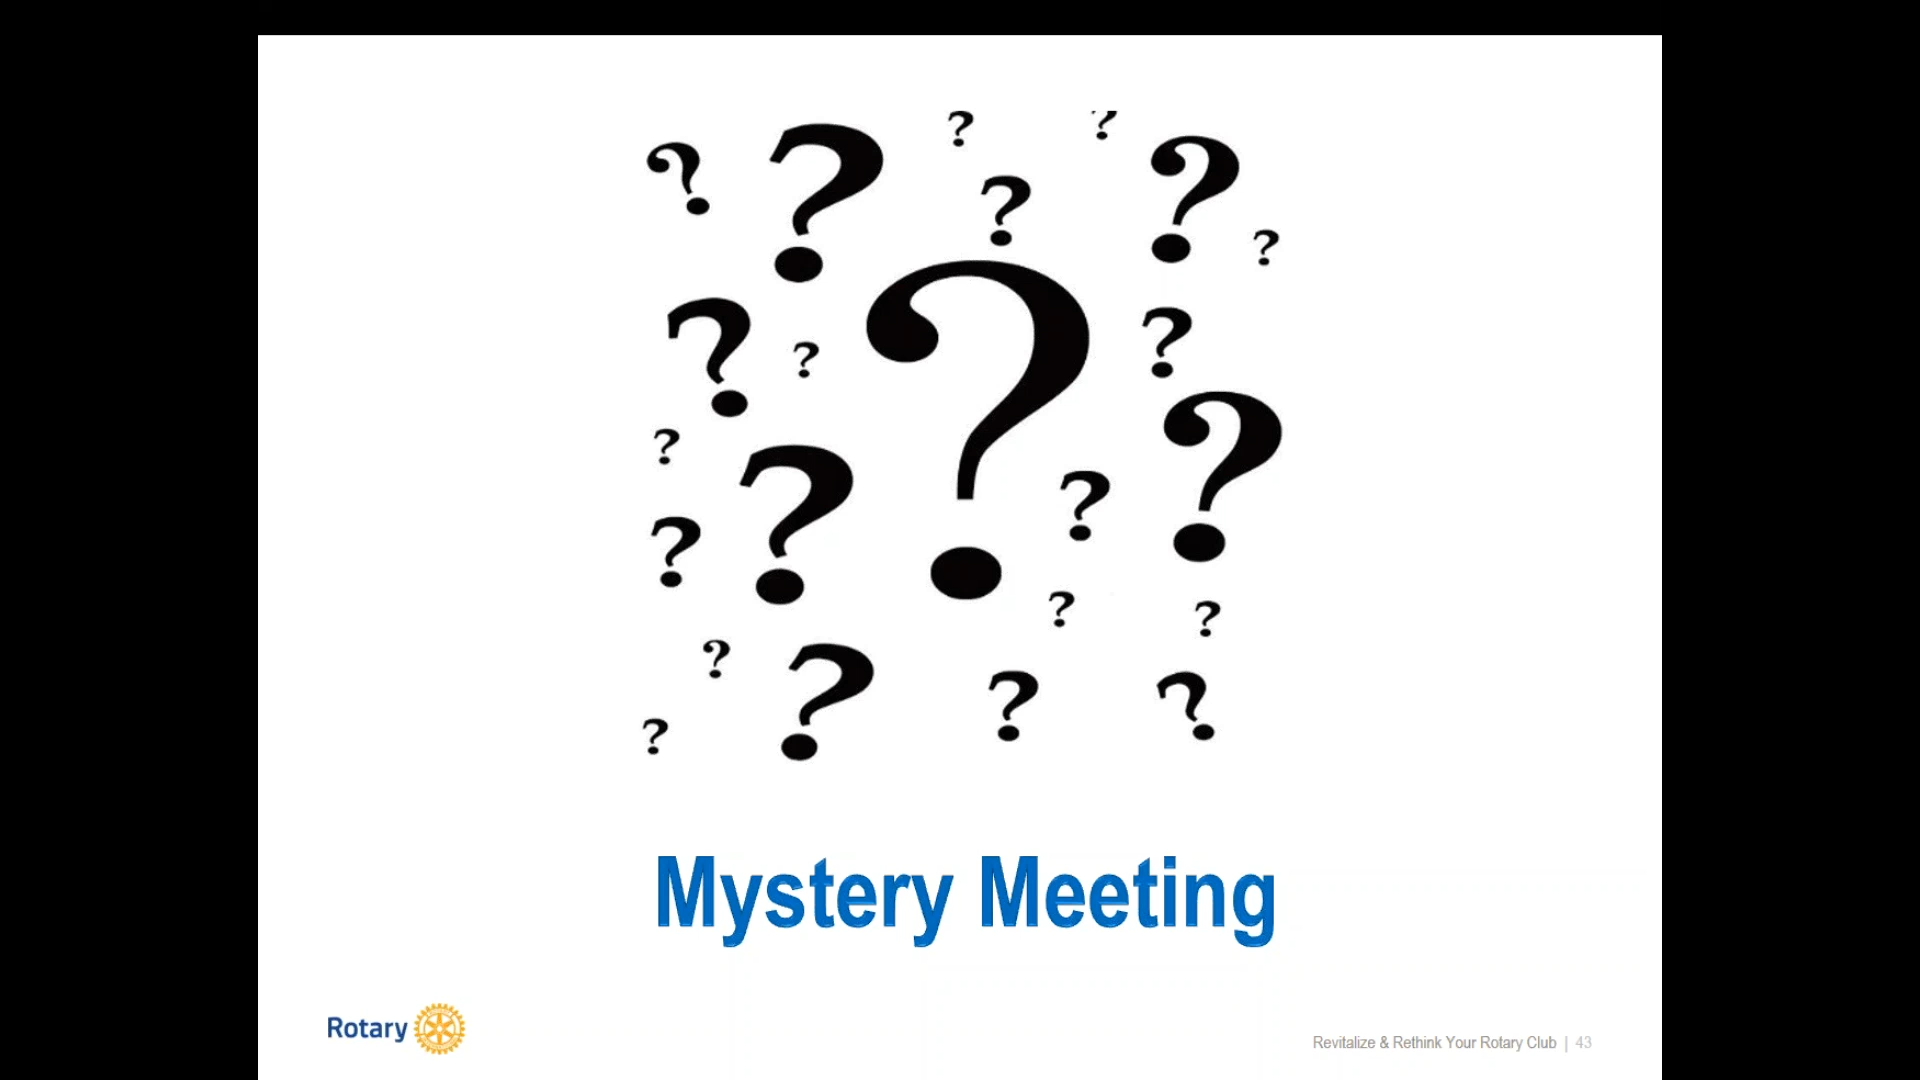 ? ? ? ? ?
? ?
? ? ? ?
? ? ?
? ? ?
? ?
? ? ? ?
?
Mystery Meeting
Rotary
Revitalize & Rethink Your Rotary Club | 43